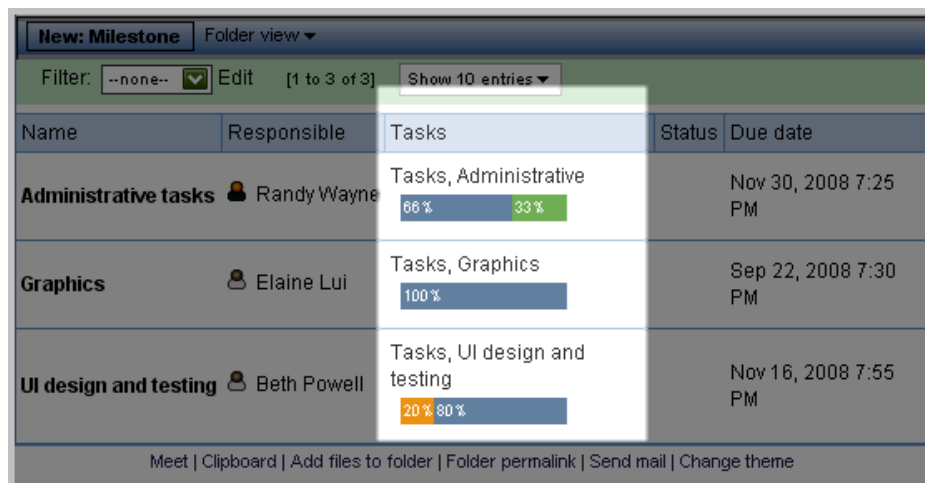 New: Milestone Folder view
Filter: --none-- Edit [1 to 3 of 3] Show 10 entries
Name Responsible Tasks Status Due date
Administrative tasks Randy Wayne Tasks, Administrative Nov 30, 2008 7:25
PM
66% 33%
Graphics Elaine Lui Tasks, Graphics Sep 22, 2008 7:30
PM
100%
UI design and testing Beth Powell Tasks, UI design and
testing Nov 16, 2008 7:55
PM
20% 80%
Meet | Clipboard | Add files to folder | Folder permalink | Send mail | Change theme